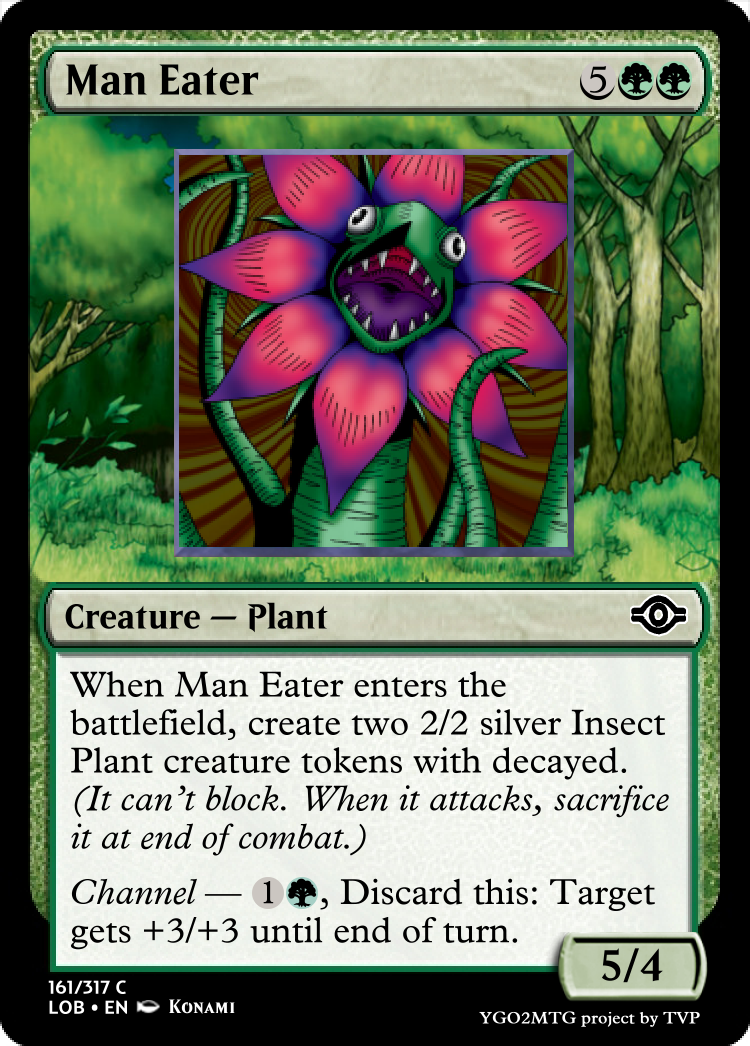 Man Eater 5
Creature — Plant
When Man Eater enters the
battlefield, create two 2/2 silver Insect
Plant creature tokens with decayed.
(It can't block. When it attacks, sacrifice
it at end of combat.)
Channel — 1, Discard this: Target
gets +3/+3 until end of turn.
5/4
161/317 C
LOB • EN KONAMI
YGO2MTG project by TVP